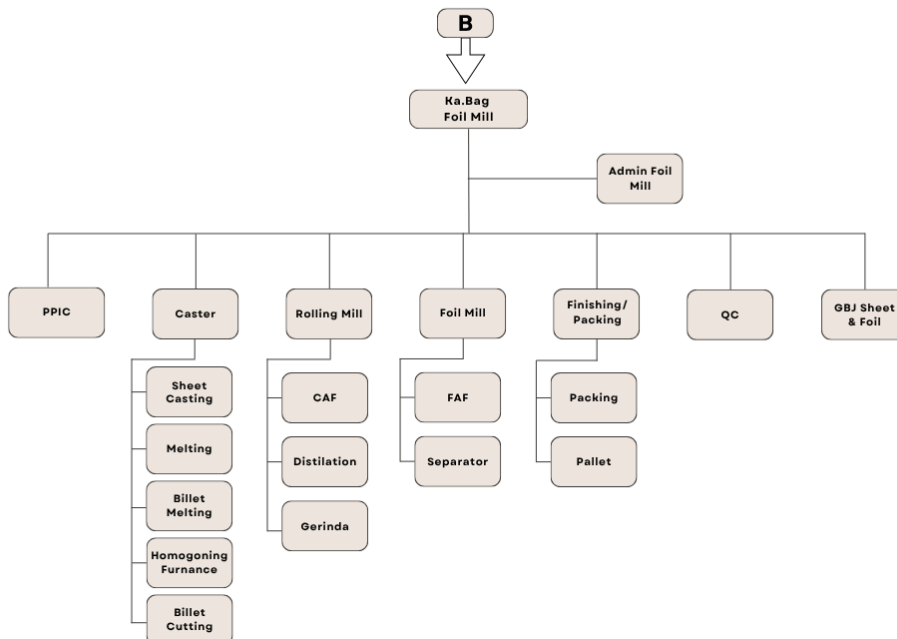 B
Ka.Bag
Foil Mill
Admin Foil
Mill
PPIC
Caster
Rolling Mill
Foil Mill
Finishing/
Packing
QC
GBJ Sheet
& Foil
Sheet
Casting
Melting
Billet
Melting
Homogoning
Furnance
Billet
Cutting
CAF
Distilation
Gerinda
FAF
Separator
Packing
Pallet